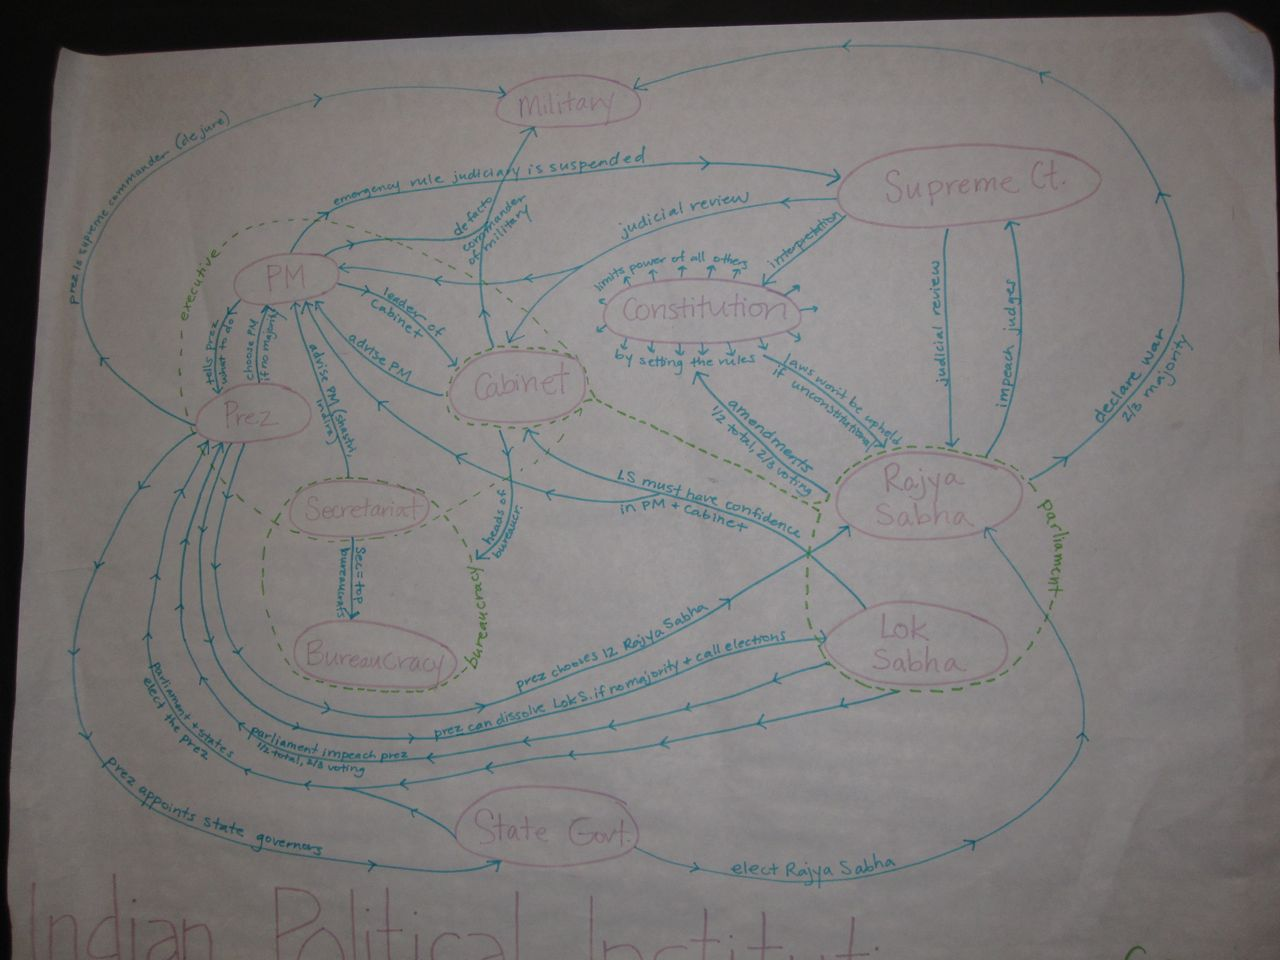 Military
prez is supreme commander (de jure)
emergency rule judiciary is suspended
Supreme Ct.
defacto
commander
of military
judicial review
interpretation
executive
PM
limits power of all others
Constitution
by setting the rules
leader of
cabinet
tells prez
what to do
choose PM
if no majority
advise PM
advise PM (shastri,
indira)
Cabinet
judicial review
impeach judges
laws won't be upheld
if unconstitutional
amendments
1/2 total, 2/3 voting
declare war
2/3 majority
Prez
Rajya
Sabha
parliament
LS must have confidence
in PM + Cabinet
Secretariat
heads of
bureaucr.
Sec = top
bureaucrats
bureaucracy
Bureaucracy
Lok
Sabha
prez chooses 12 Rajya Sabha
prez can dissolve Lok S. if no majority + call elections
parliament impeach prez
1/2 total, 2/3 voting
parliament + states
elect the prez
prez appoints state governors
State Govt.
elect Rajya Sabha
Indian Political Instituti